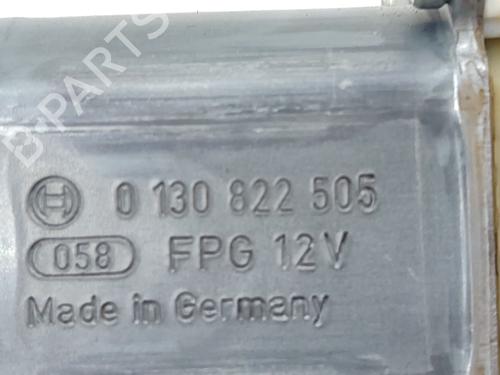 B-PARTS
0 130 822 505
058 FPG 12V
Made in Germany